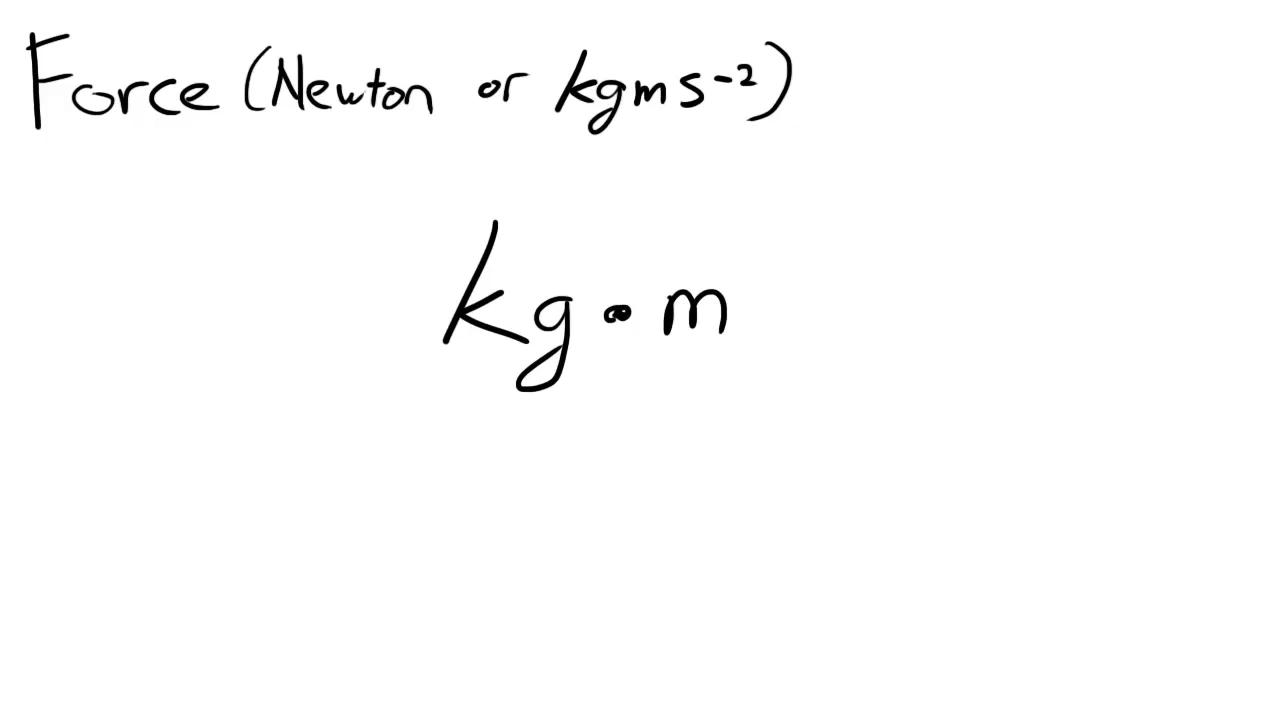 Force (Newton or kgms⁻²)
kg • m